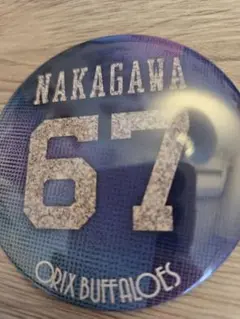 NAKAGAWA
67
ORIX BUFFALOES